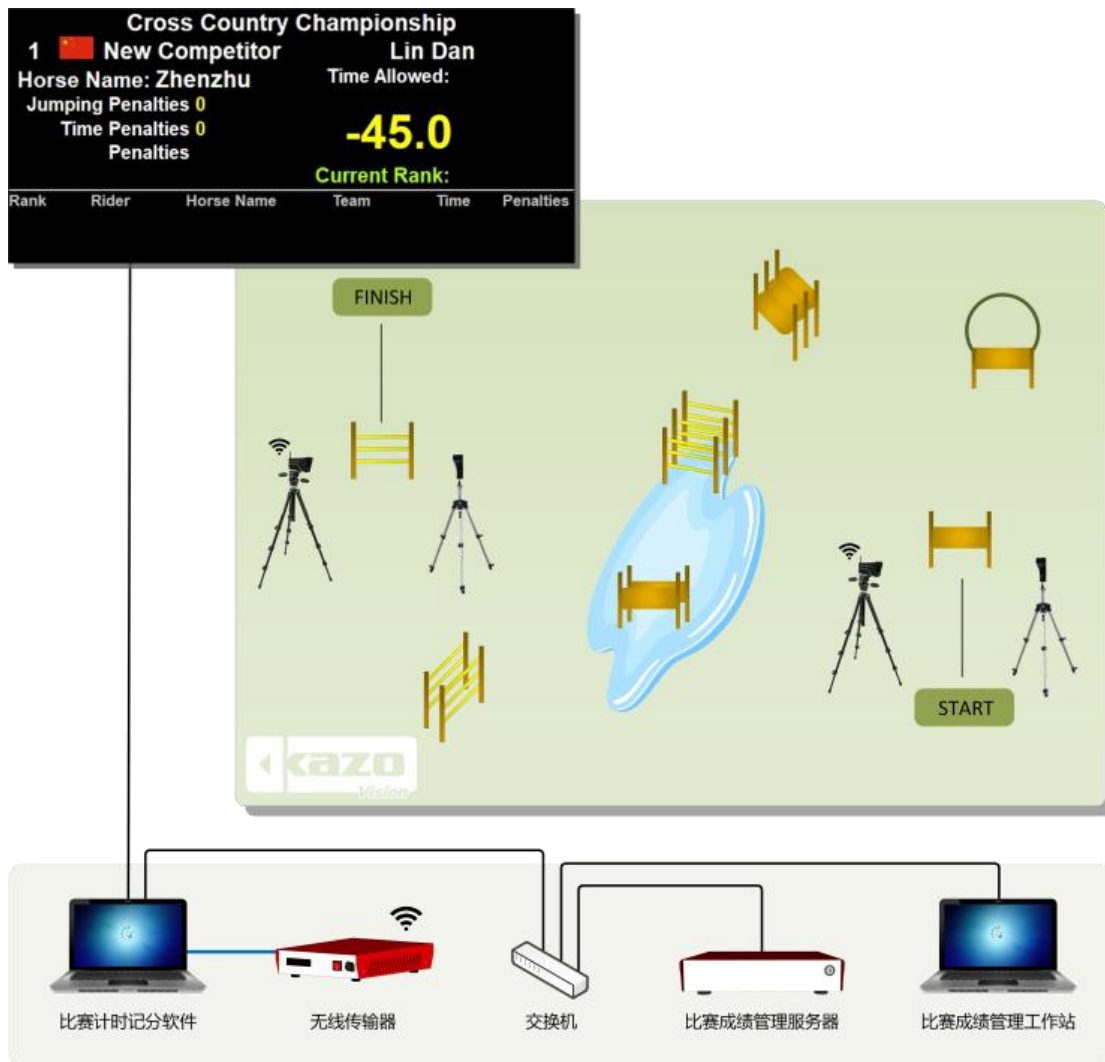 Cross Country Championship
1 New Competitor Lin Dan
Horse Name: Zhenzhu Time Allowed:
Jumping Penalties 0
Time Penalties 0
-45.0
Penalties
Current Rank:
Rank Rider Horse Name Team Time Penalties
FINISH
START
kazo
Vision
比赛计时记分软件 无线传输器 交换机 比赛成绩管理服务器 比赛成绩管理工作站